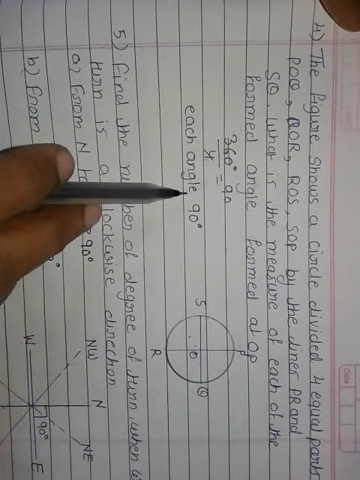 4) The figure shows a circle divided 4 equal parts
POQ, QOR, ROS, SOP by the lines PR and
SQ. what is the measure of each of the
formed angle formed at op
360° = 90
4
each angle 90°
S
P
O
R
Q
5) find the number of degree of turn when
turn is a clockwise direction
a) From N 90°
b) from
NW
N
NE
W
90°
E